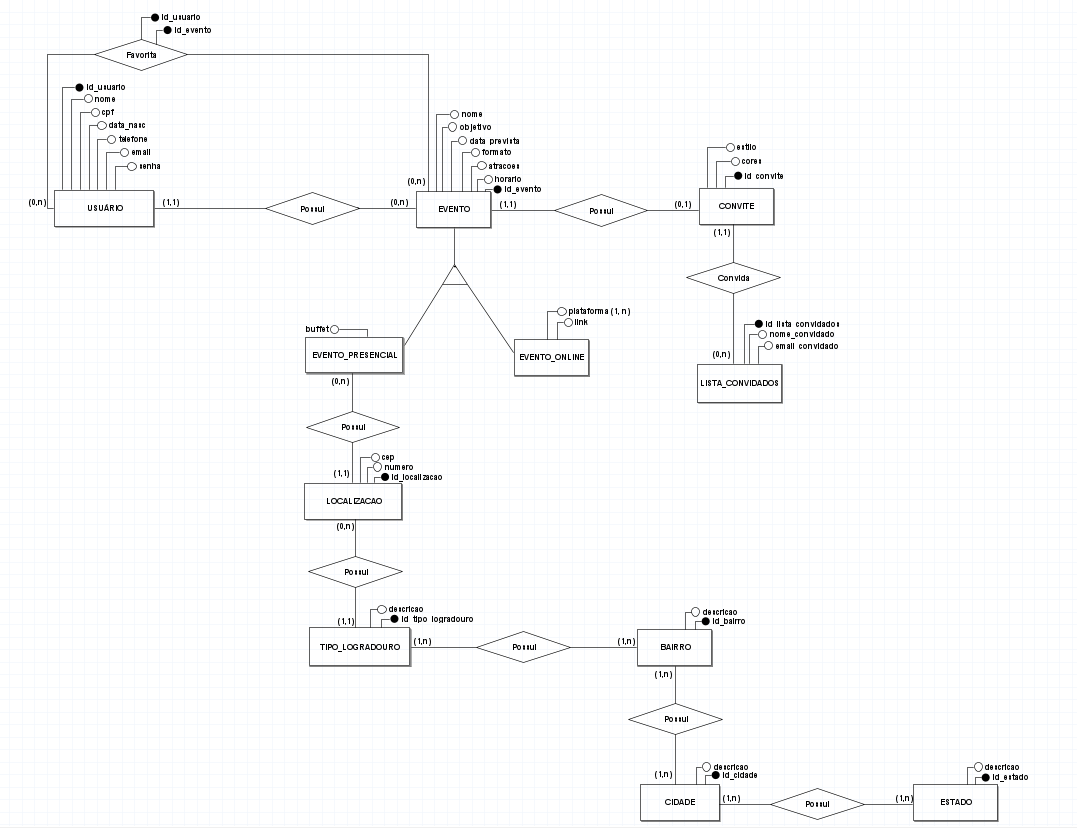 id_usuario
id_evento
Favorita
id_usuario
nome
cpf
data_nasc
telefone
email
senha
(0,n)
USUÁRIO
(1,1)
Possui
(0,n)
(0,n)
nome
objetivo
data prevista
formato
atracoes
horario
id_evento
EVENTO
(1,1)
Possui
(0,1)
estilo
cores
id_convite
CONVITE
(1,1)
Convida
(0,n)
id_lista_convidados
nome_convidado
email_convidado
LISTA_CONVIDADOS
buffet
EVENTO_PRESENCIAL
plataforma (1, n)
link
EVENTO_ONLINE
(0,n)
Possui
(1,1)
cep
numero
id_localizacao
LOCALIZACAO
(0,n)
Possui
(1,1)
descricao
id_tipo_logradouro
TIPO_LOGRADOURO
(1,n)
Possui
(1,n)
descricao
id_bairro
BAIRRO
(1,n)
Possui
(1,n)
descricao
id_cidade
CIDADE
(1,n)
Possui
(1,n)
descricao
id_estado
ESTADO